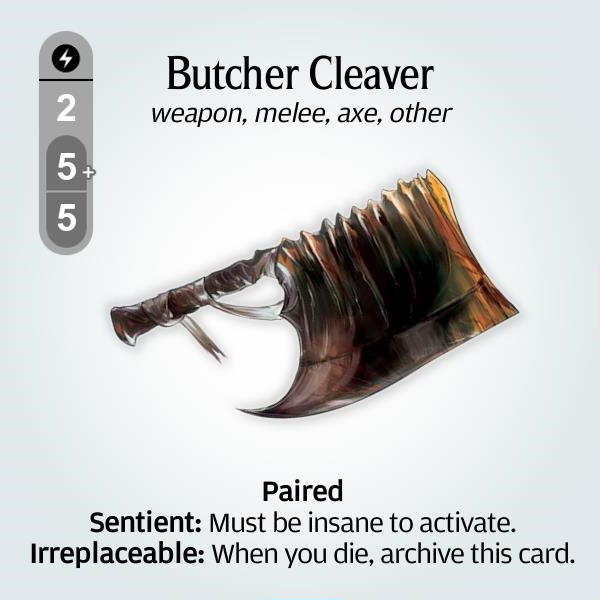 Butcher Cleaver
weapon, melee, axe, other
2
5+
5
Paired
Sentient: Must be insane to activate.
Irreplaceable: When you die, archive this card.